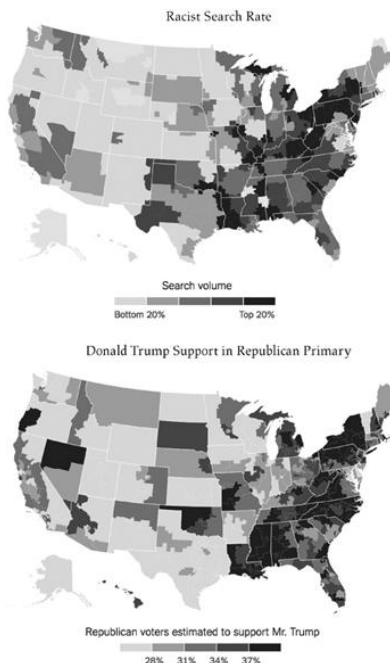 Racist Search Rate
Search volume
Bottom 20% Top 20%
Donald Trump Support in Republican Primary
Republican voters estimated to support Mr. Trump
28% 31% 34% 37%